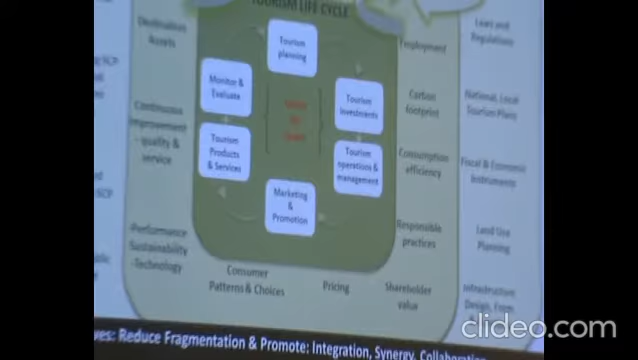 TOURISM LIFE CYCLE
Destination
Assets
Continuous
Improvement
- quality &
service
Performance
Sustainability
-Technology
Tourism
planning
Monitor &
Evaluate
Tourism
Investments
Tourism
Products
& Services
Tourism
operations &
management
Marketing
&
Promotion
Employment
Carbon
footprint
Consumption
efficiency
Responsible
practices
Laws and
Regulations
National, Local
Tourism Plans
Fiscal & Economic
Instruments
Land Use
Planning
Infrastructure
Design, From
Consumer
Patterns & Choices
Pricing
Shareholder
value
SCP
SCP
Reduce Fragmentation & Promote: Integration, Synergy, Collaboration
clideo.com